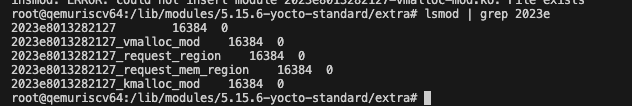 insmod: ERROR: could not insert module 2023e8013282127-vmalloc-mod.ko: File exists
root@qemuriscv64:/lib/modules/5.15.6-yocto-standard/extra# lsmod | grep 2023e
2023e8013282127 16384 0
2023e8013282127_vmalloc_mod 16384 0
2023e8013282127_request_region 16384 0
2023e8013282127_request_mem_region 16384 0
2023e8013282127_kmalloc_mod 16384 0
root@qemuriscv64:/lib/modules/5.15.6-yocto-standard/extra#